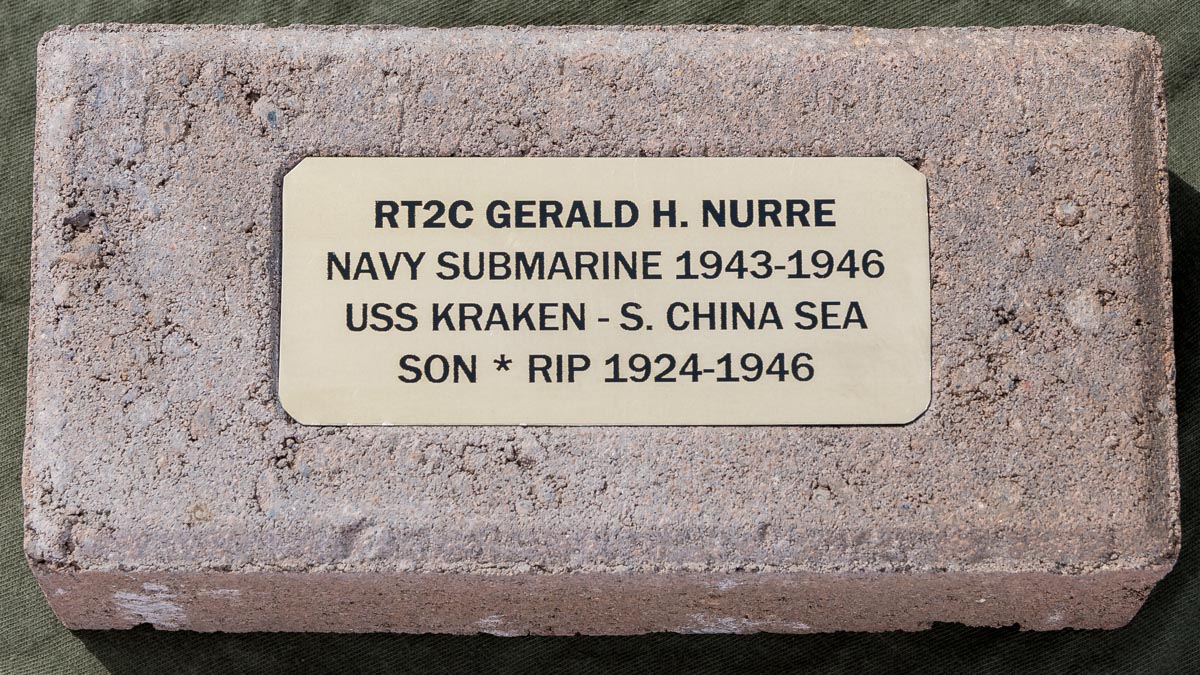 RT2C GERALD H. NURRE
NAVY SUBMARINE 1943-1946
USS KRAKEN - S. CHINA SEA
SON * RIP 1924-1946